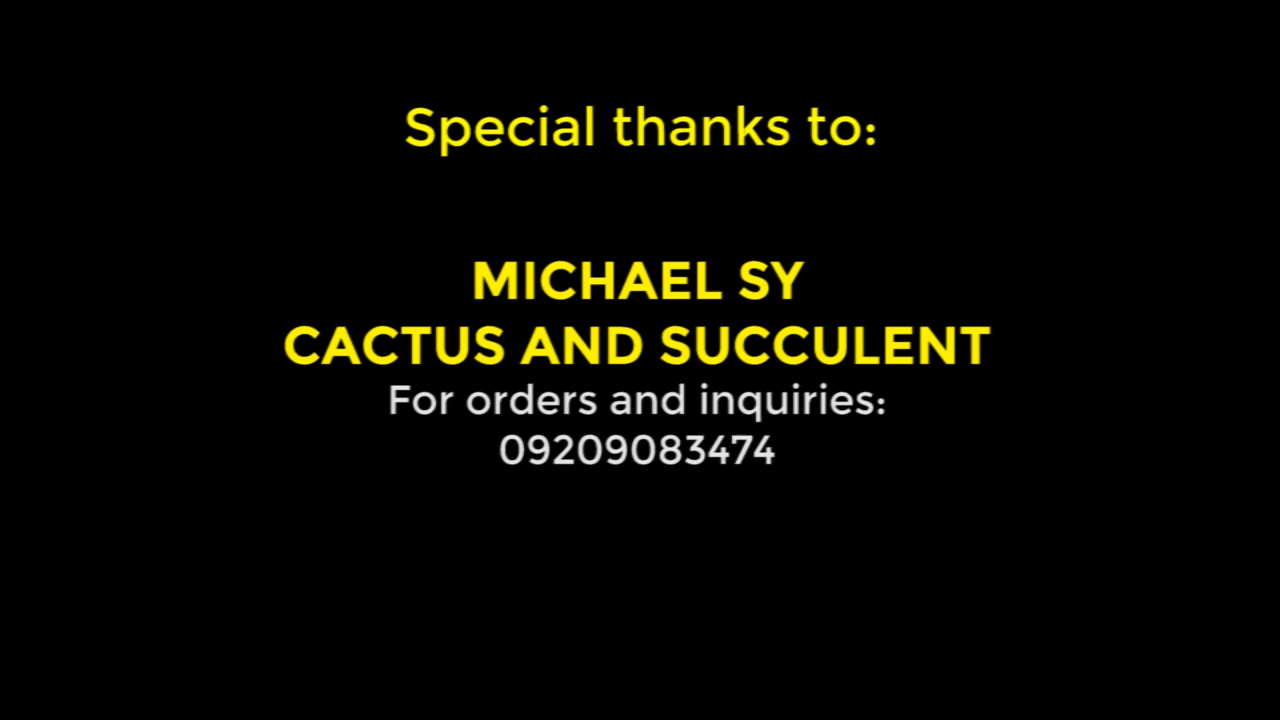 Special thanks to:
MICHAEL SY
CACTUS AND SUCCULENT
For orders and inquiries:
09209083474